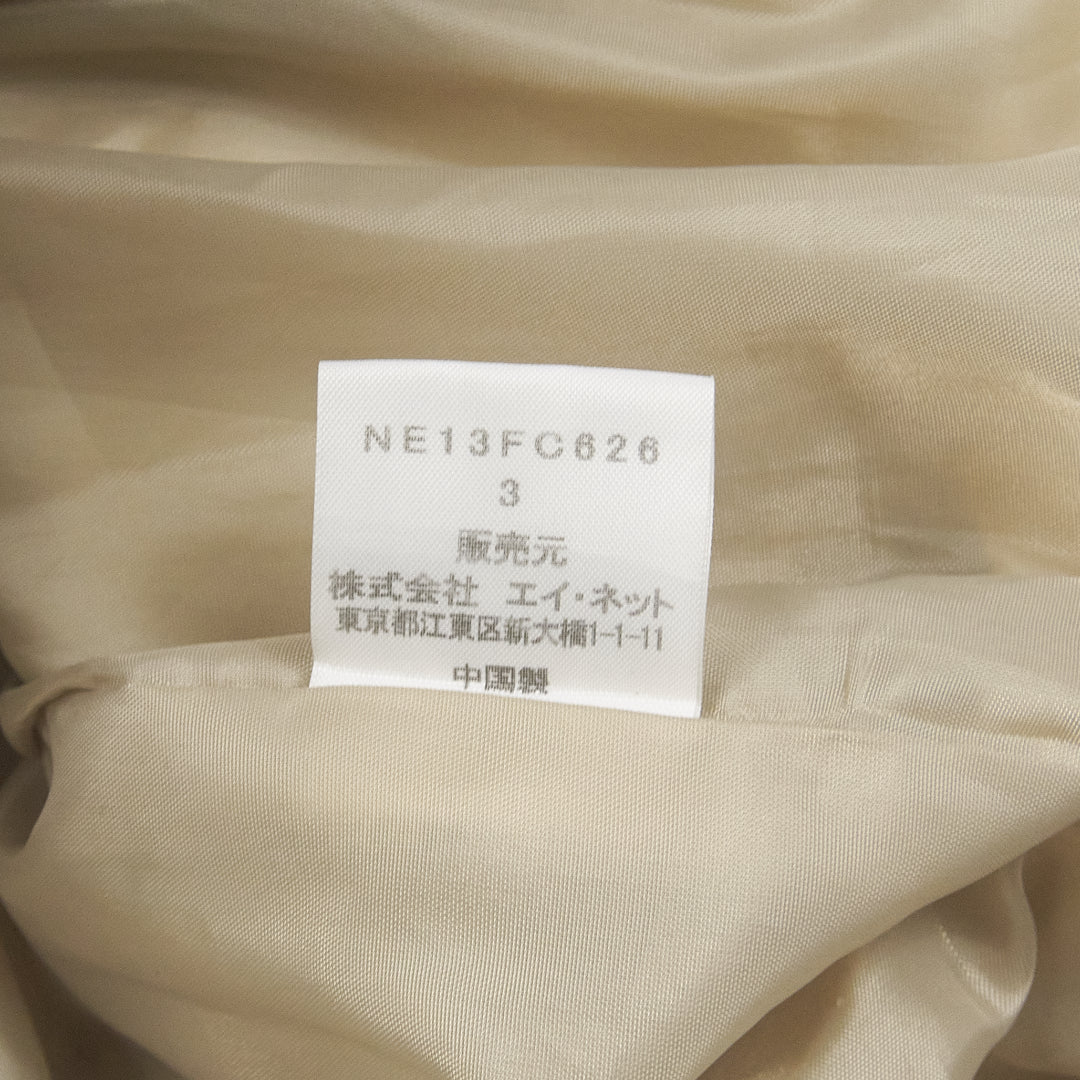 NE13FC626
3
販売元
株式会社 エイ・ネット
東京都江東区新大橋1-1-11
中国製